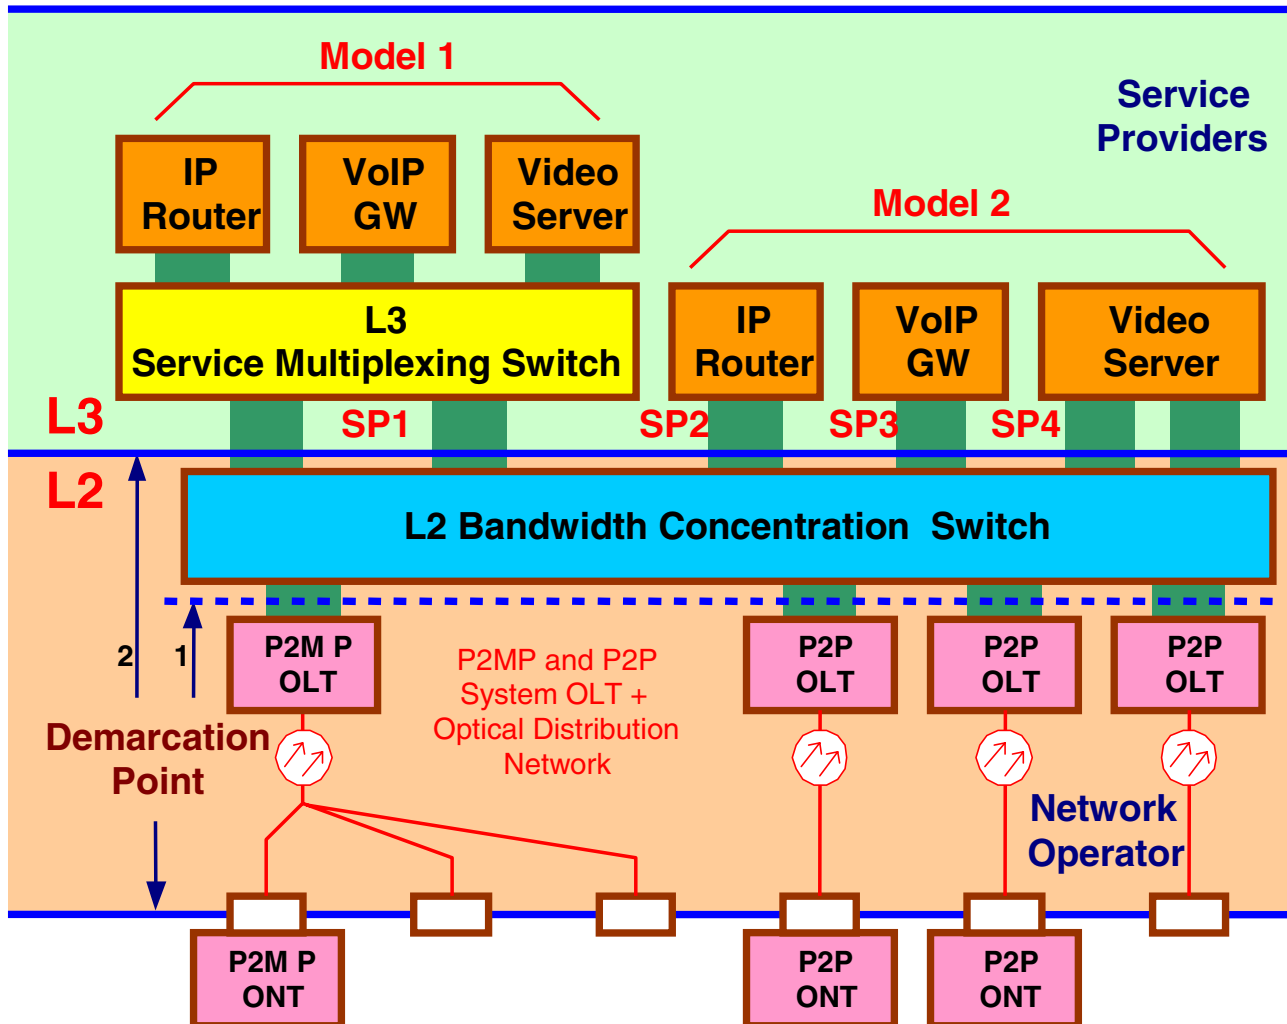 Model 1
Service
Providers
IP
Router
VoIP
GW
Video
Server
Model 2
L3
Service Multiplexing Switch
IP
Router
VoIP
GW
Video
Server
L3
SP1
SP2
SP3
SP4
L2
L2 Bandwidth Concentration Switch
2
1
P2M P
OLT
P2MP and P2P
System OLT +
Optical Distribution
Network
P2P
OLT
P2P
OLT
P2P
OLT
Demarcation
Point
Network
Operator
P2M P
ONT
P2P
ONT
P2P
ONT